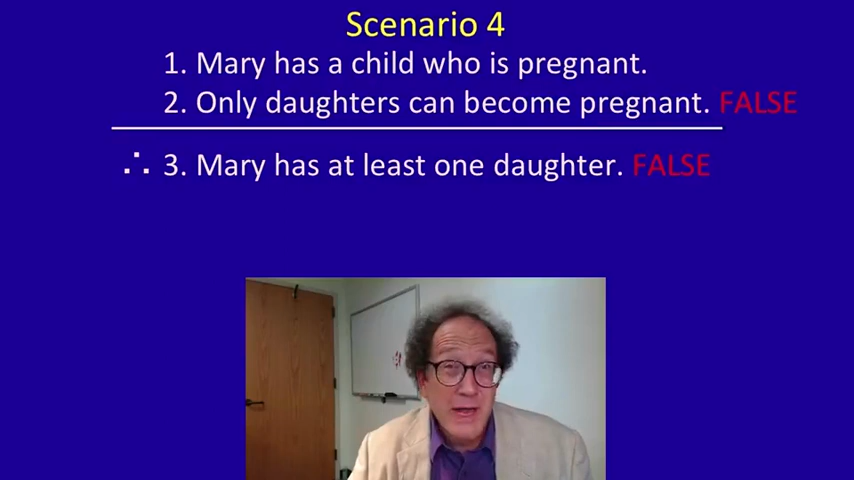 Scenario 4
1. Mary has a child who is pregnant.
2. Only daughters can become pregnant. FALSE
∴ 3. Mary has at least one daughter. FALSE